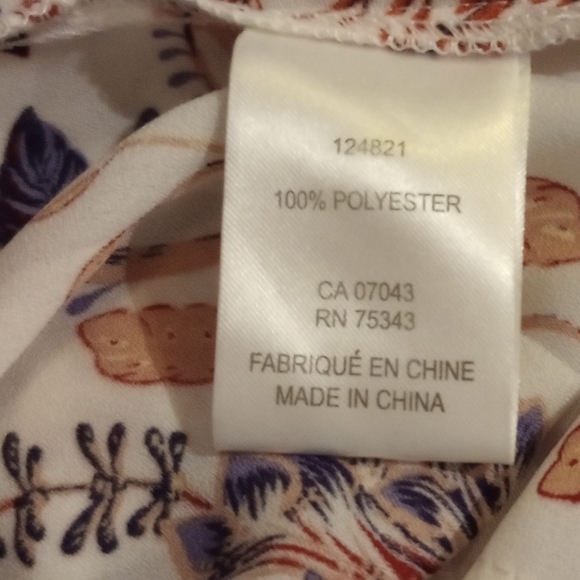 124821
100% POLYESTER
CA 07043
RN 75343
FABRIQUÉ EN CHINE
MADE IN CHINA